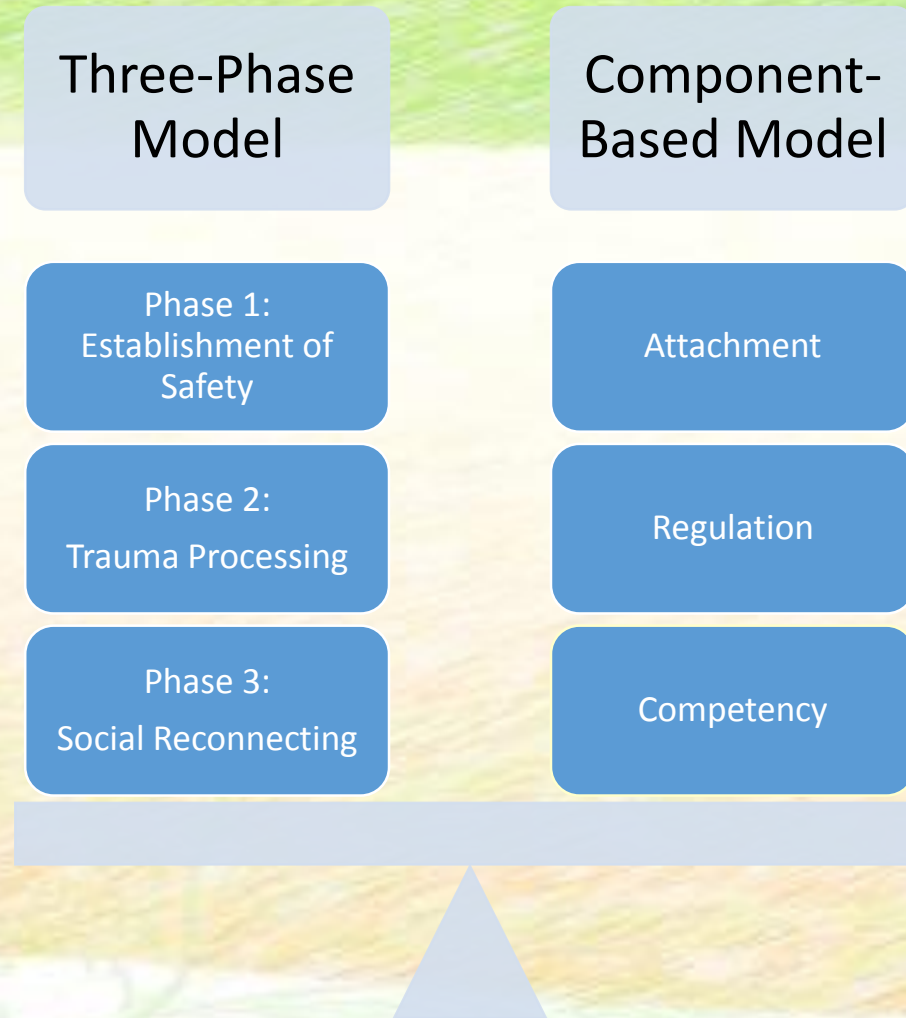 Three-Phase
Model
Phase 1:
Establishment of
Safety
Phase 2:
Trauma Processing
Phase 3:
Social Reconnecting
Component-
Based Model
Attachment
Regulation
Competency